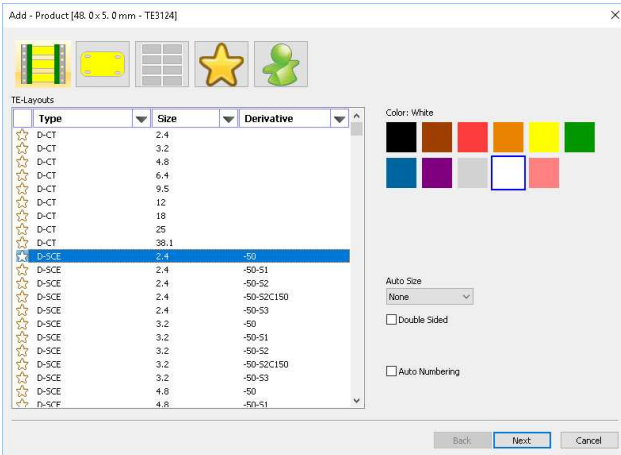 Add - Product [48. 0 x 5. 0 mm - TE3124]
TE-Layouts
Type Size Derivative
D-CT 2.4
D-CT 3.2
D-CT 4.8
D-CT 6.4
D-CT 9.5
D-CT 12
D-CT 18
D-CT 25
D-CT 38.1
D-SCE 2.4 -50
D-SCE 2.4 -50-S1
D-SCE 2.4 -50-S2
D-SCE 2.4 -50-S2C150
D-SCE 2.4 -50-S3
D-SCE 3.2 -50
D-SCE 3.2 -50-S1
D-SCE 3.2 -50-S2
D-SCE 3.2 -50-S2C150
D-SCE 3.2 -50-S3
D-SCE 4.8 -50
D-SCE 4.8 -50-S1
Color: White
Auto Size
None
Double Sided
Auto Numbering
Back Next Cancel